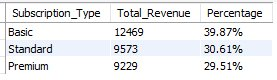 Subscription_Type Total_Revenue Percentage
Basic 12469 39.87%
Standard 9573 30.61%
Premium 9229 29.51%